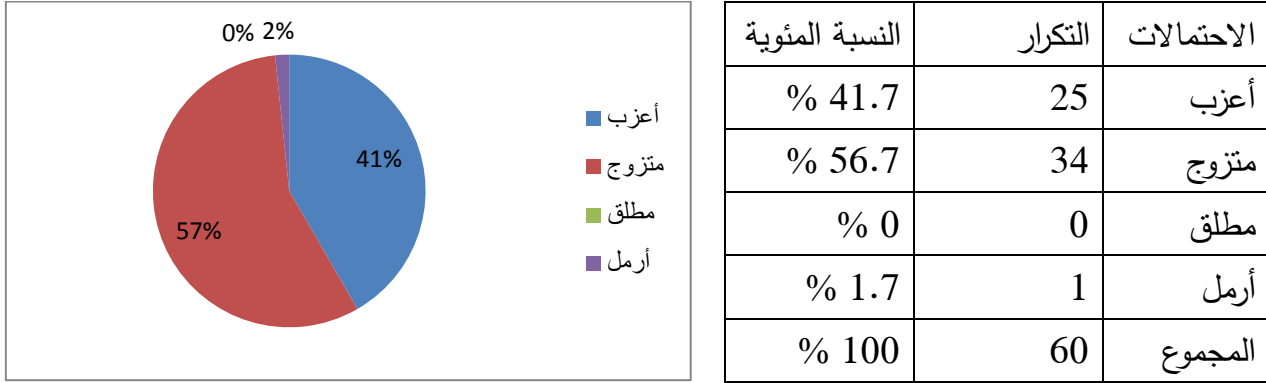 الاحتمالات التكرار النسبة المئوية
أعزب 25 41.7 %
متزوج 34 56.7 %
مطلق 0 0 %
أرمل 1 1.7 %
المجموع 60 100 %
0% 2%
41%
57%
أعزب
متزوج
مطلق
أرمل